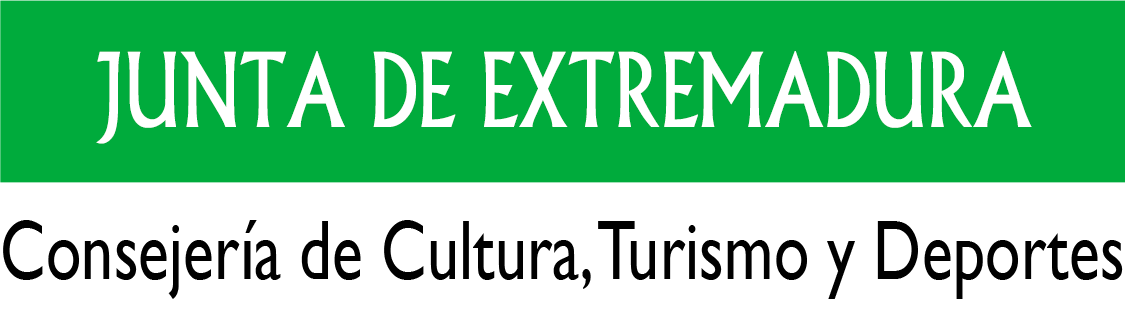 JUNTA DE EXTREMADURA
Consejería de Cultura, Turismo y Deportes